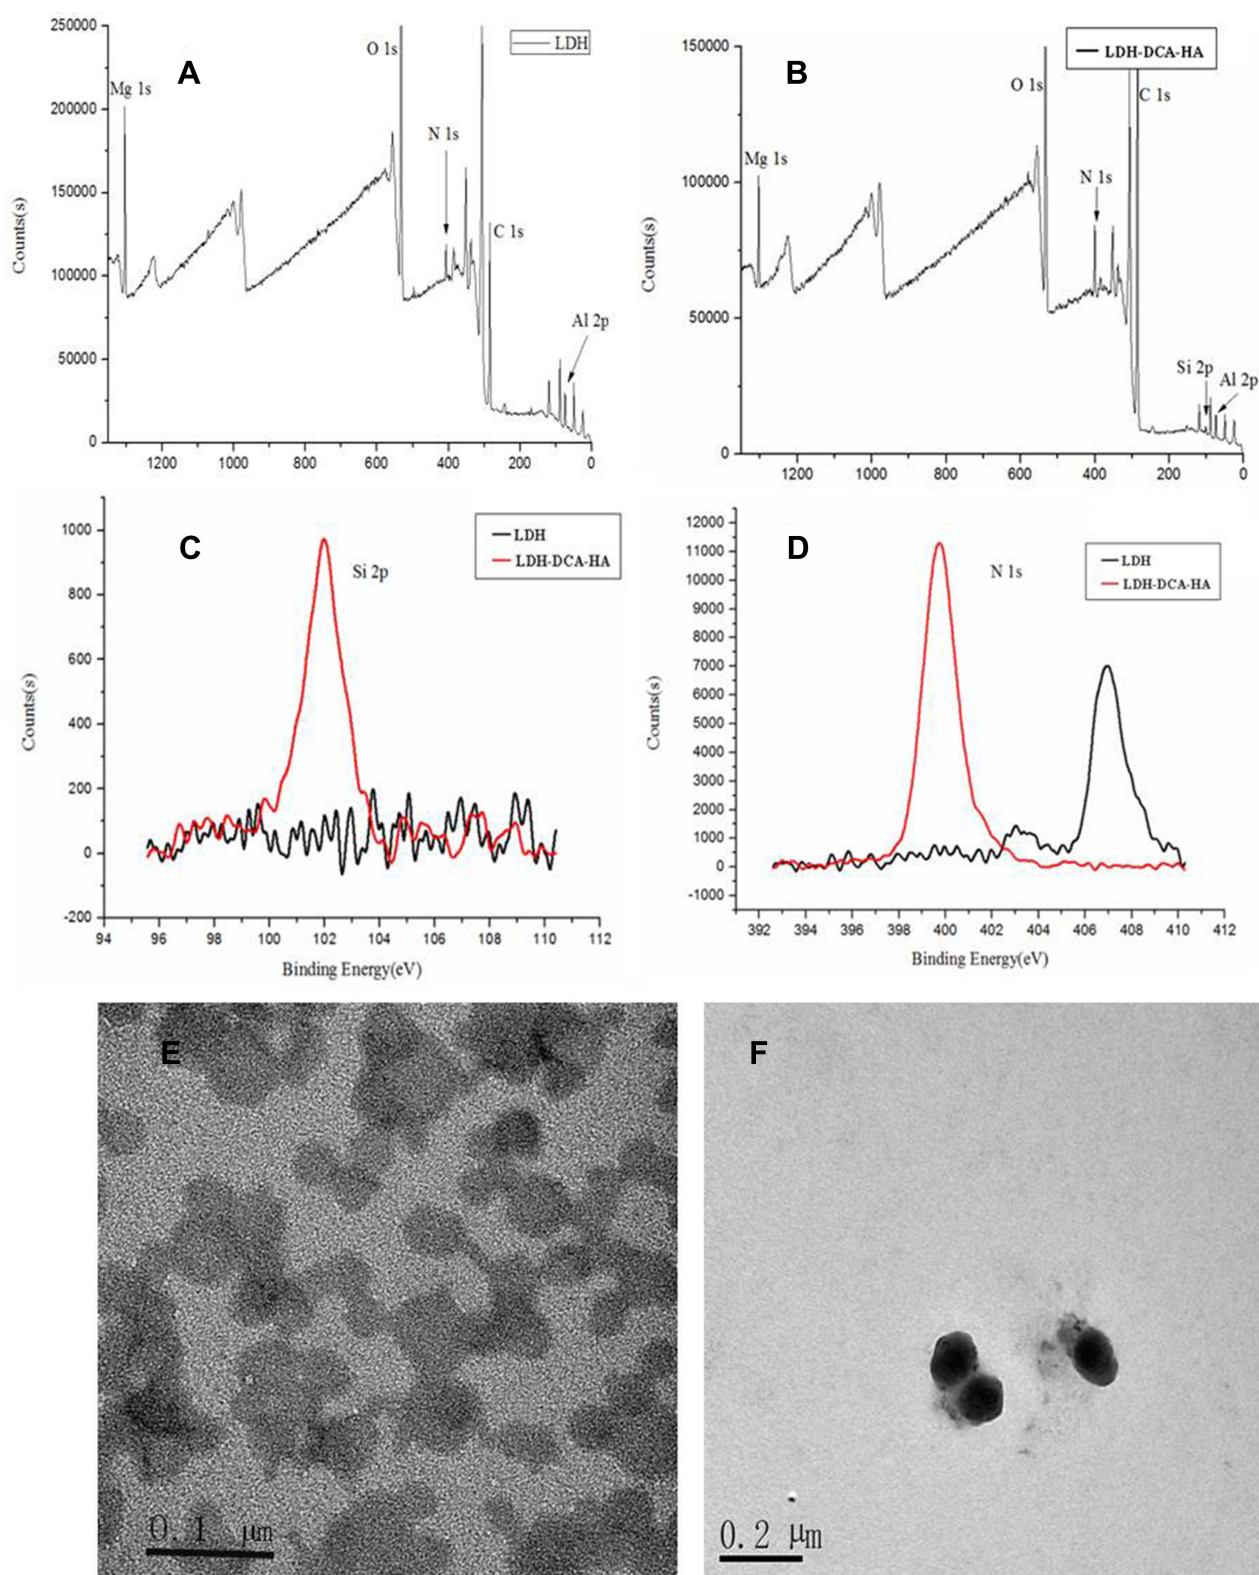 A
LDH
O 1s
Mg 1s
N 1s
C 1s
Al 2p
Counts(s)
250000
200000
150000
100000
50000
0
1200
1000
800
600
400
200
0
B
LDH-DCA-HA
O 1s
C 1s
Mg 1s
N 1s
Si 2p
Al 2p
Counts(s)
150000
100000
50000
0
1200
1000
800
600
400
200
0
C
LDH
LDH-DCA-HA
Si 2p
Counts(s)
1000
800
600
400
200
0
-200
94
96
98
100
102
104
106
108
110
112
Binding Energy(eV)
D
N 1s
LDH
LDH-DCA-HA
Counts(s)
12000
11000
10000
9000
8000
7000
6000
5000
4000
3000
2000
1000
0
-1000
392
394
396
398
400
402
404
406
408
410
412
Binding Energy(eV)
E
0.1 μm
F
0.2 μm